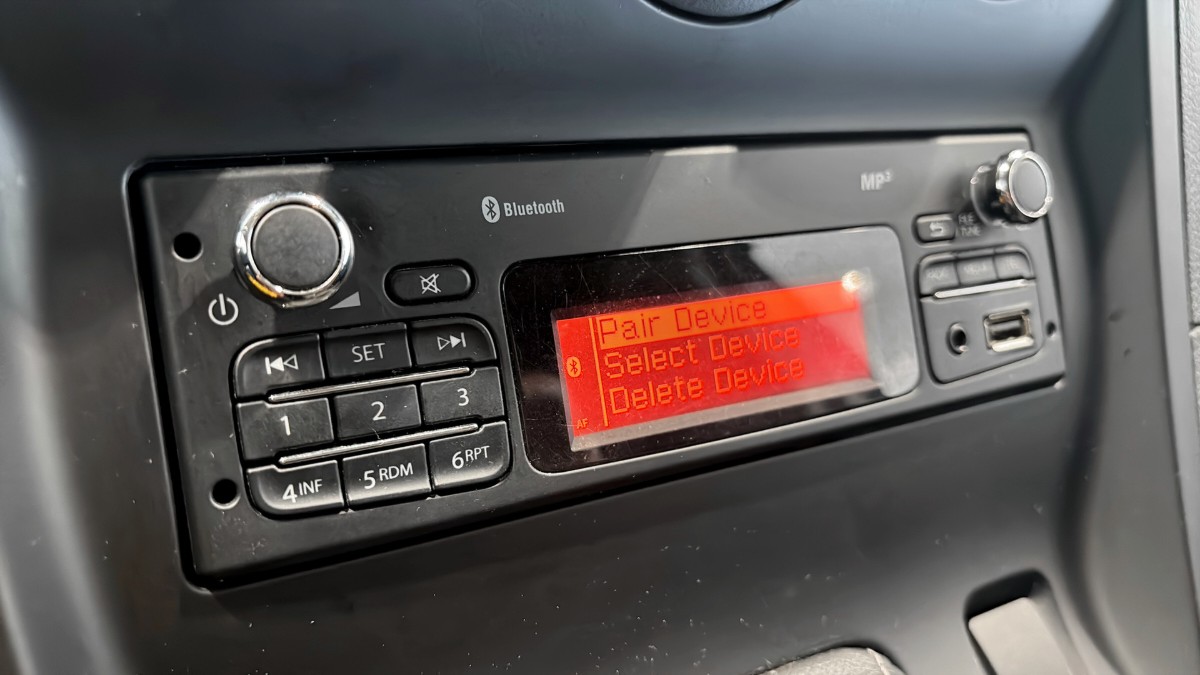 Bluetooth
MP3
SET
1
2
3
4 INF
5 RDM
6 RPT
Pair Device
Select Device
Delete Device
AF